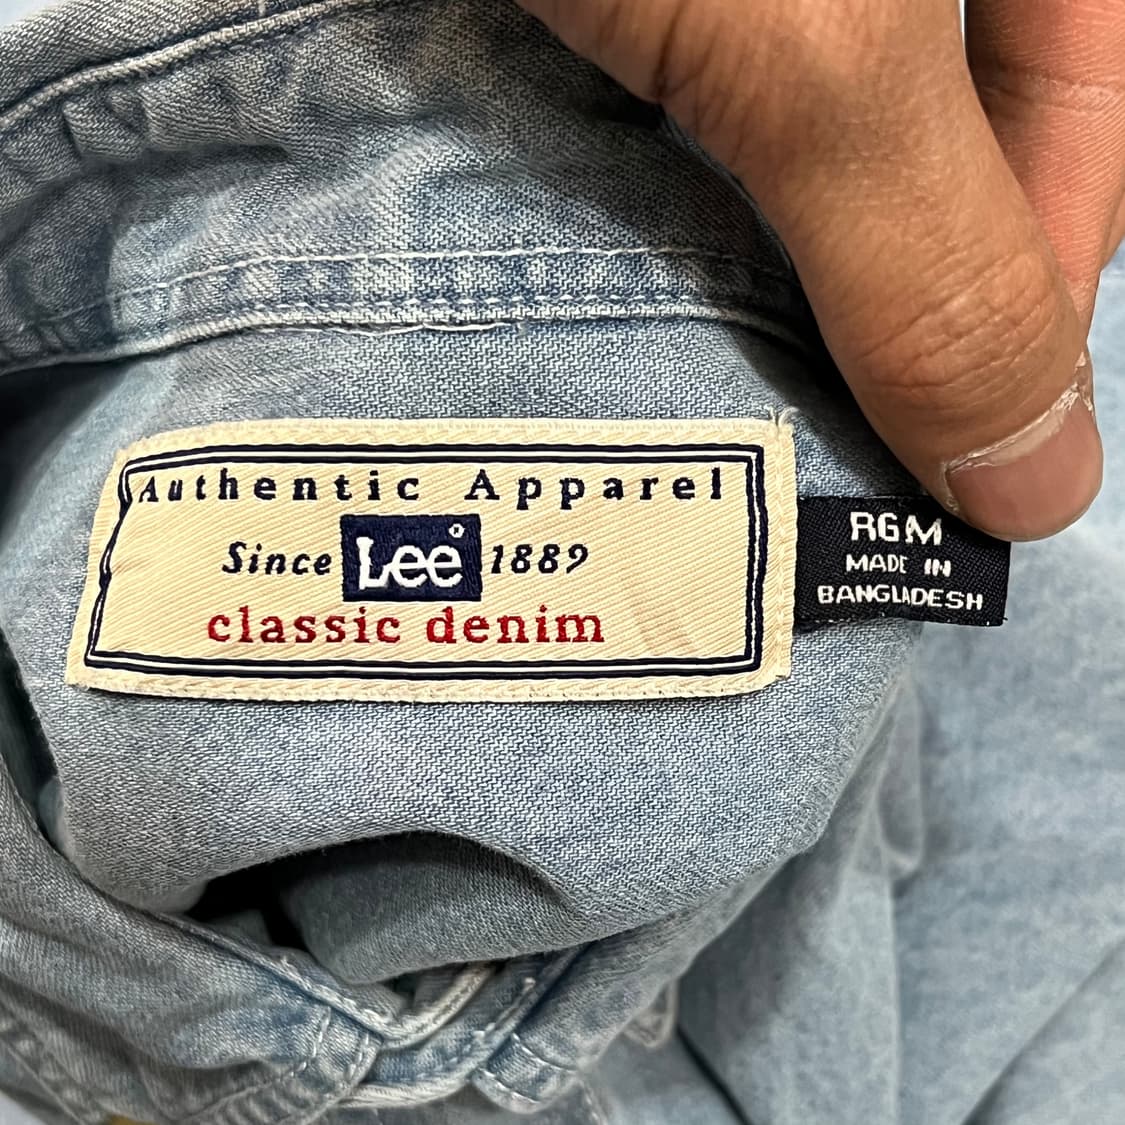 Authentic Apparel
Since Lee® 1889
classic denim
RGM
MADE IN
BANGLADESH